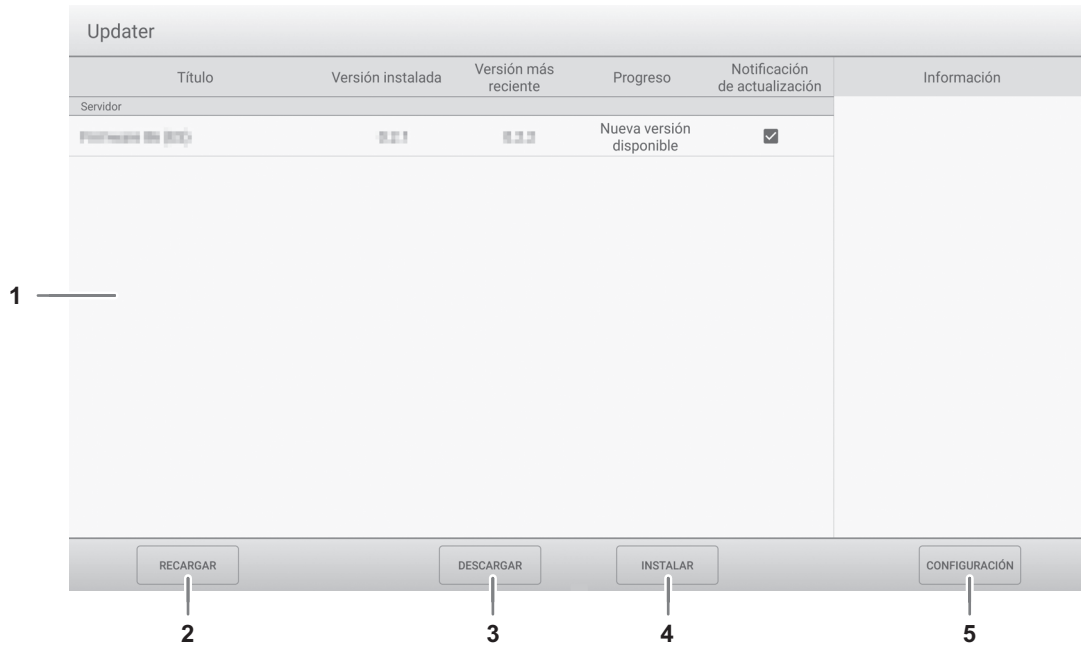 Updater
Título
Versión instalada
Versión más
reciente
Progreso
Notificación
de actualización
Información
Servidor
Nueva versión
disponible
1
RECARGAR
DESCARGAR
INSTALAR
CONFIGURACIÓN
2
3
4
5